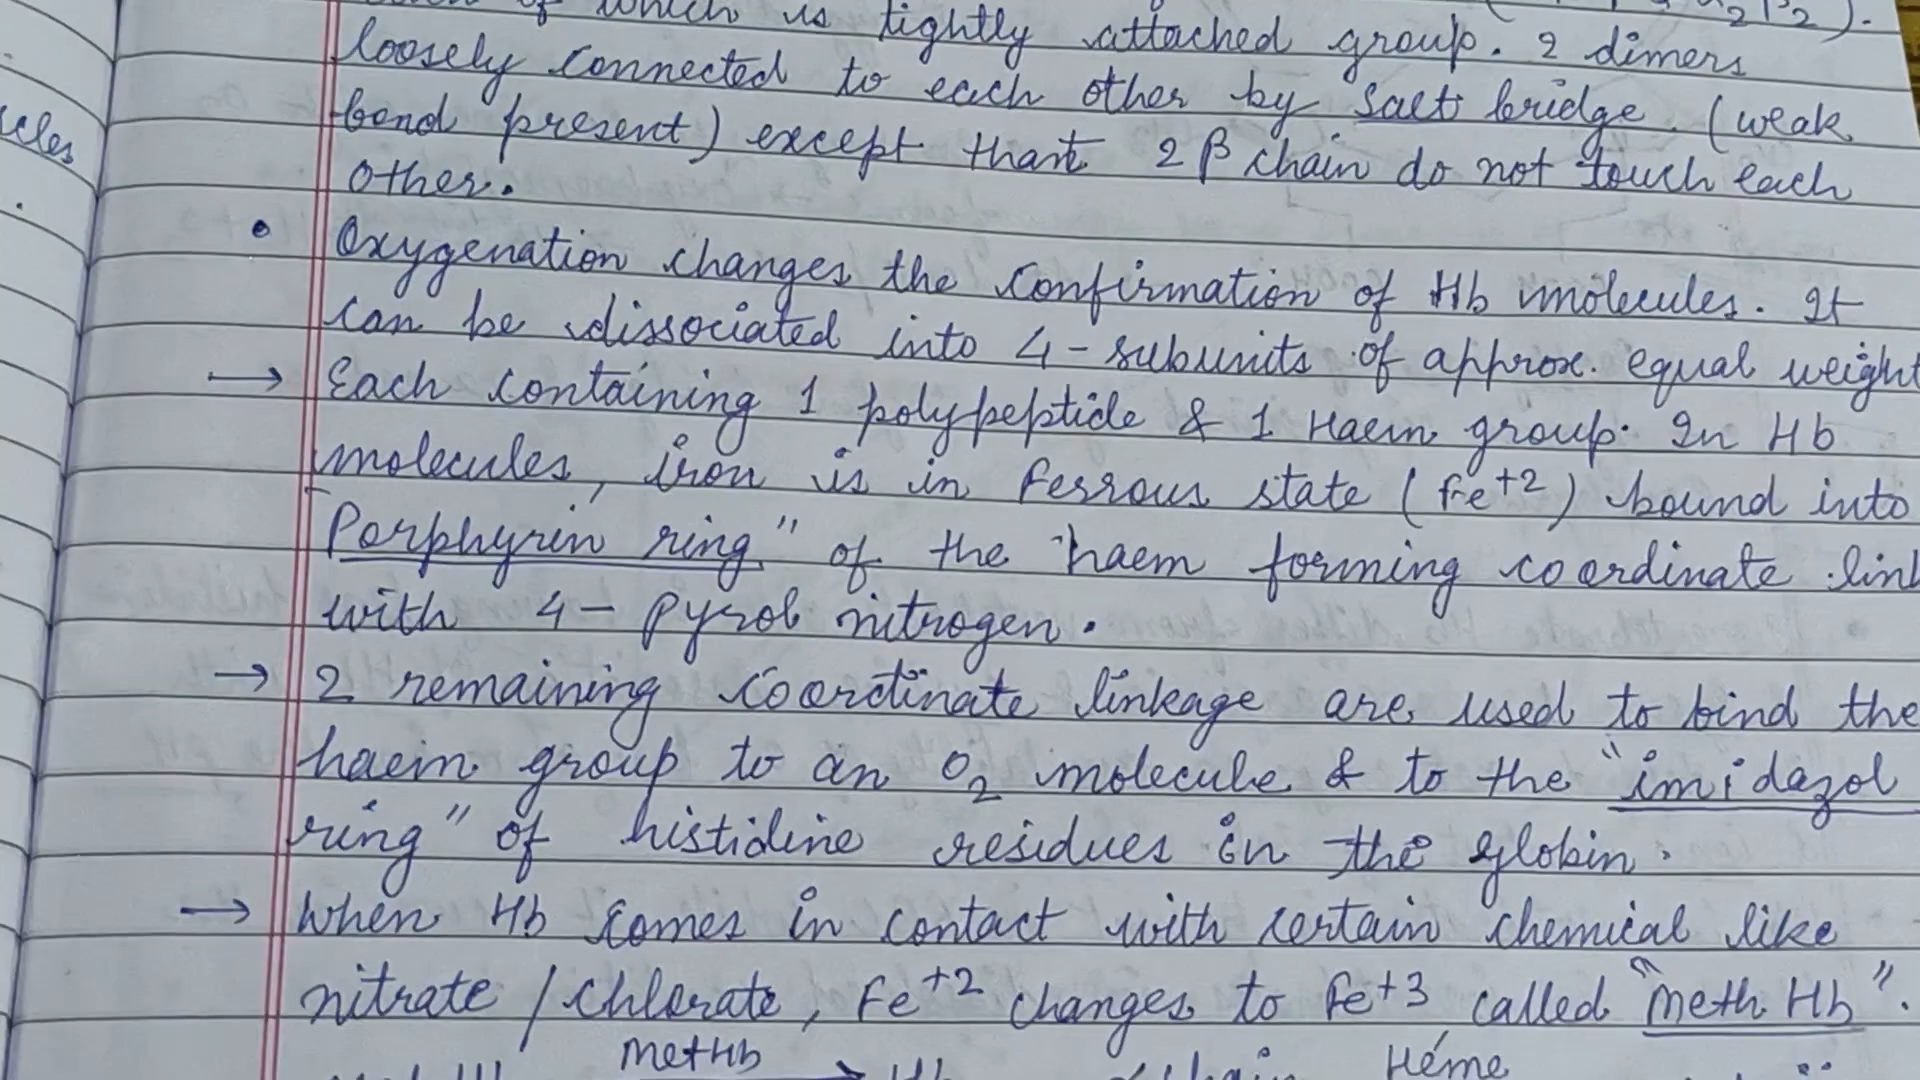 of which is tightly attached group. 2 dimers
loosely connected to each other by salt bridge. (weak
bond present) except thant 2 β chain do not touch each
other.
• Oxygenation changes the confirmation of Hb molecules. It
can be dissociated into 4-subunits of approx. equal weight
→ Each containing 1 polypeptide & 1 Haem group. In Hb
molecules, iron is in ferrous state (Fe+2) bound into
"Porphyrin ring" of the haem forming coordinate link
with 4- pyrol nitrogen.
→ 2 remaining coordinate linkage are used to bind the
haem group to an O2 molecule & to the "imidazol
ring" of histidine residues in the globin.
→ When Hb comes in contact with certain chemical like
nitrate / chlorate, Fe+2 changes to Fe+3 called "meth Hb".
MetHb Héme